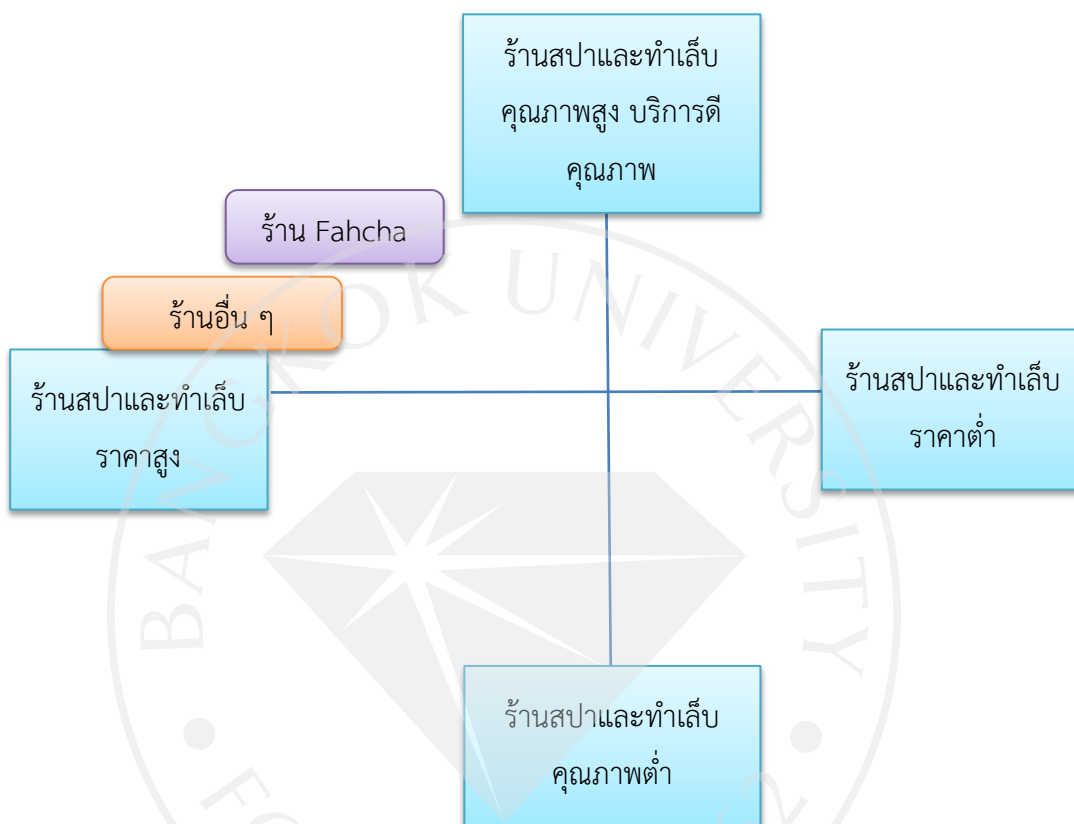 ร้านสปาและทำเล็บ
คุณภาพสูง บริการดี
คุณภาพ
ร้าน Fahcha
ร้านอื่น ๆ
ร้านสปาและทำเล็บ
ราคาสูง
ร้านสปาและทำเล็บ
ราคาต่ำ
ร้านสปาและทำเล็บ
คุณภาพต่ำ
BANGKOK UNIVERSITY